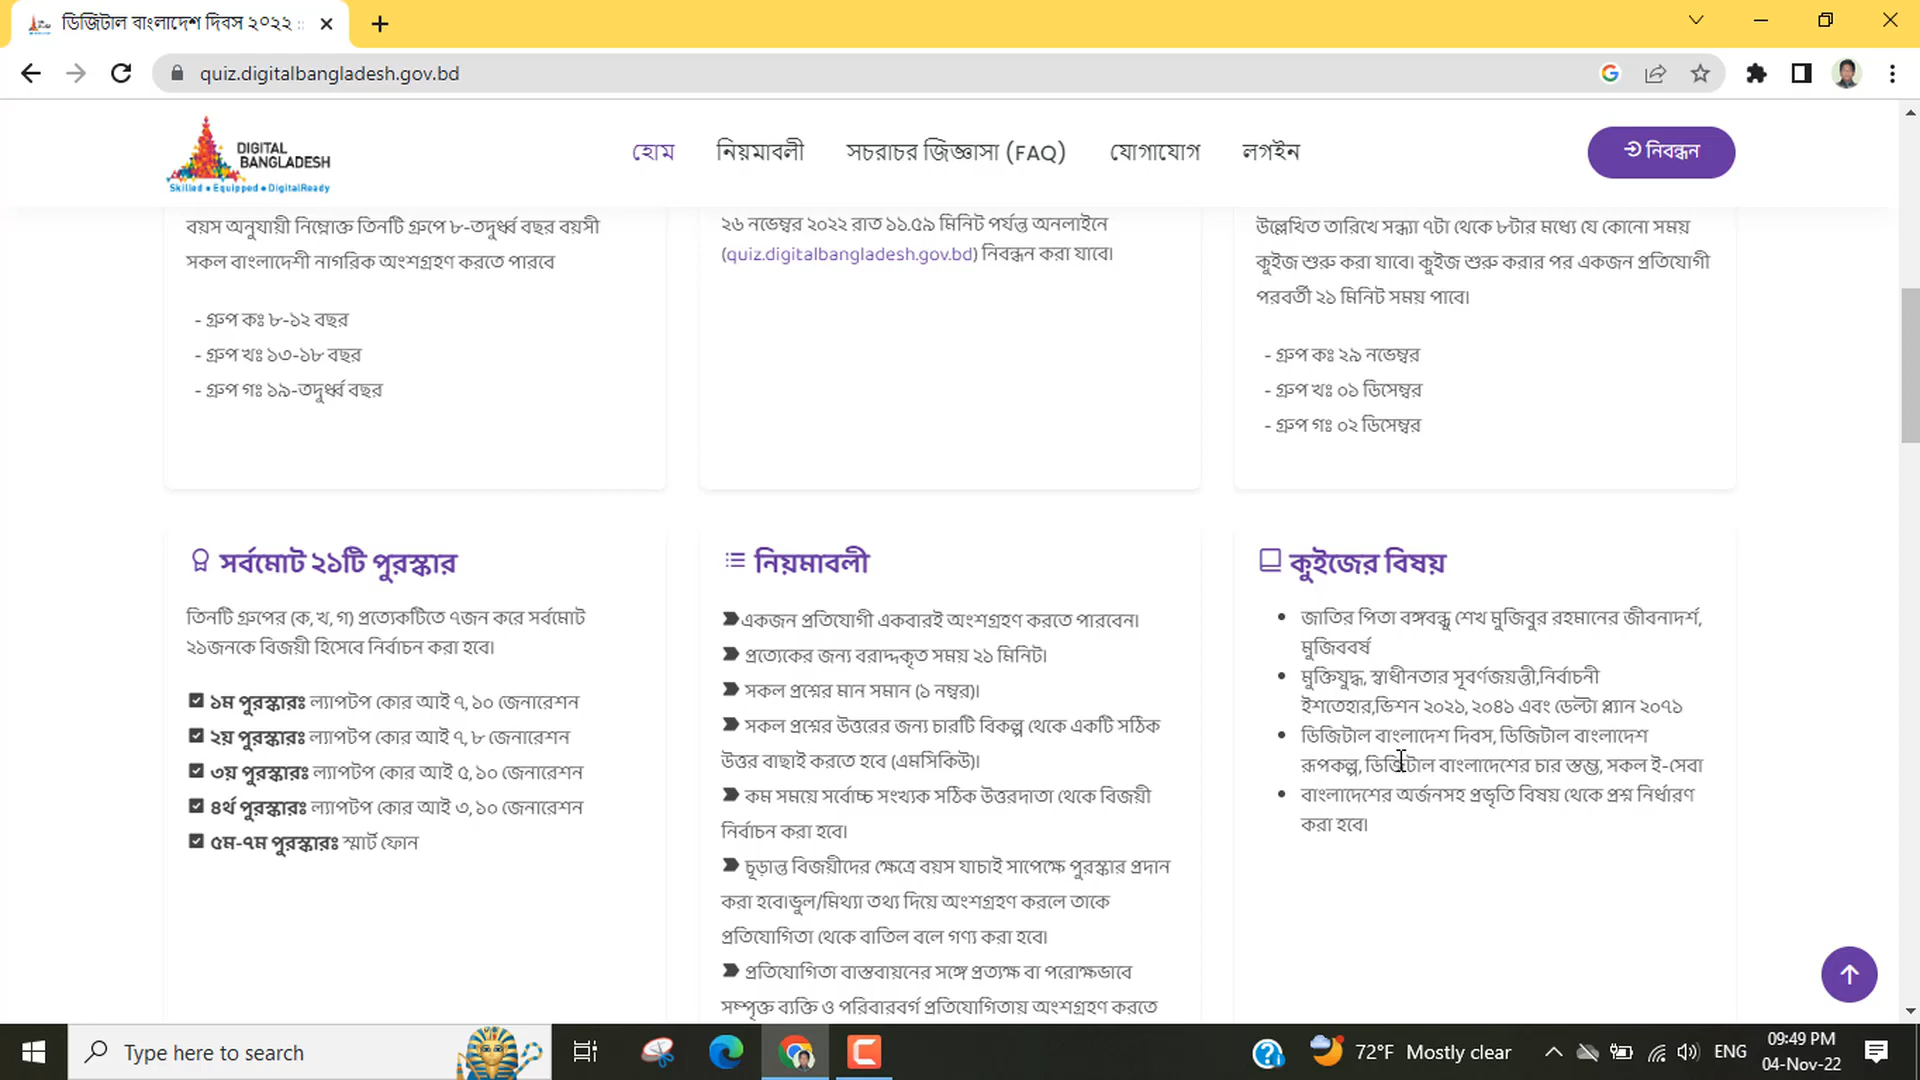 ডিজিটাল বাংলাদেশ দিবস ২০২২ ::
quiz.digitalbangladesh.gov.bd
DIGITAL
BANGLADESH
Skilled • Equipped • DigitalReady
হোম
নিয়মাবলী
সচরাচর জিজ্ঞাসা (FAQ)
যোগাযোগ
লগইন
নিবন্ধন
বয়স অনুযায়ী নিম্নোক্ত তিনটি গ্রুপে ৮-তদুর্ধ্ব বছর বয়সী
সকল বাংলাদেশী নাগরিক অংশগ্রহণ করতে পারবে
- গ্রুপ কঃ ৮-১২ বছর
- গ্রুপ খঃ ১৩-১৮ বছর
- গ্রুপ গঃ ১৯-তদুর্ধ্ব বছর
২৬ নভেম্বর ২০২২ রাত ১১.৫৯ মিনিট পর্যন্ত অনলাইনে
(quiz.digitalbangladesh.gov.bd) নিবন্ধন করা যাবে।
উল্লেখিত তারিখে সন্ধ্যা ৭টা থেকে ৮টার মধ্যে যে কোনো সময়
কুইজ শুরু করা যাবে। কুইজ শুরু করার পর একজন প্রতিযোগী
পরবর্তী ২১ মিনিট সময় পাবে।
- গ্রুপ কঃ ২৯ নভেম্বর
- গ্রুপ খঃ ০১ ডিসেম্বর
- গ্রুপ গঃ ০২ ডিসেম্বর
সর্বমোট ২১টি পুরস্কার
তিনটি গ্রুপের (ক, খ, গ) প্রত্যেকটিতে ৭জন করে সর্বমোট
২১জনকে বিজয়ী হিসেবে নির্বাচন করা হবে।
১ম পুরস্কারঃ ল্যাপটপ কোর আই ৭, ১০ জেনারেশন
২য় পুরস্কারঃ ল্যাপটপ কোর আই ৭, ৮ জেনারেশন
৩য় পুরস্কারঃ ল্যাপটপ কোর আই ৫, ১০ জেনারেশন
৪র্থ পুরস্কারঃ ল্যাপটপ কোর আই ৩, ১০ জেনারেশন
৫ম-৭ম পুরস্কারঃ স্মার্ট ফোন
নিয়মাবলী
একজন প্রতিযোগী একবারই অংশগ্রহণ করতে পারবেন।
প্রত্যেকের জন্য বরাদ্দকৃত সময় ২১ মিনিট।
সকল প্রশ্নের মান সমান (১ নম্বর)।
সকল প্রশ্নের উত্তরের জন্য চারটি বিকল্প থেকে একটি সঠিক
উত্তর বাছাই করতে হবে (এমসিকিউ)।
কম সময়ে সর্বোচ্চ সংখ্যক সঠিক উত্তরদাতা থেকে বিজয়ী
নির্বাচন করা হবে।
চূড়ান্ত বিজয়ীদের ক্ষেত্রে বয়স যাচাই সাপেক্ষে পুরস্কার প্রদান
করা হবে।ভুল/মিথ্যা তথ্য দিয়ে অংশগ্রহণ করলে তাকে
প্রতিযোগিতা থেকে বাতিল বলে গণ্য করা হবে।
প্রতিযোগিতা বাস্তবায়নের সঙ্গে প্রত্যক্ষ বা পরোক্ষভাবে
সম্পৃক্ত ব্যক্তি ও পরিবারবর্গ প্রতিযোগিতায় অংশগ্রহণ করতে
কুইজের বিষয়
• জাতির পিতা বঙ্গবন্ধু শেখ মুজিবুর রহমানের জীবনাদর্শ,
মুজিববর্ষ
• মুক্তিযুদ্ধ, স্বাধীনতার সূবর্ণজয়ন্তী,নির্বাচনী
ইশতেহার,ভিশন ২০২১, ২০৪১ এবং ডেল্টা প্ল্যান ২০৭১
• ডিজিটাল বাংলাদেশ দিবস, ডিজিটাল বাংলাদেশ
রূপকল্প, ডিজিটাল বাংলাদেশের চার স্তম্ভ, সকল ই-সেবা
• বাংলাদেশের অর্জনসহ প্রভৃতি বিষয় থেকে প্রশ্ন নির্ধারণ
করা হবে।
Type here to search
72°F Mostly clear
ENG
09:49 PM
04-Nov-22